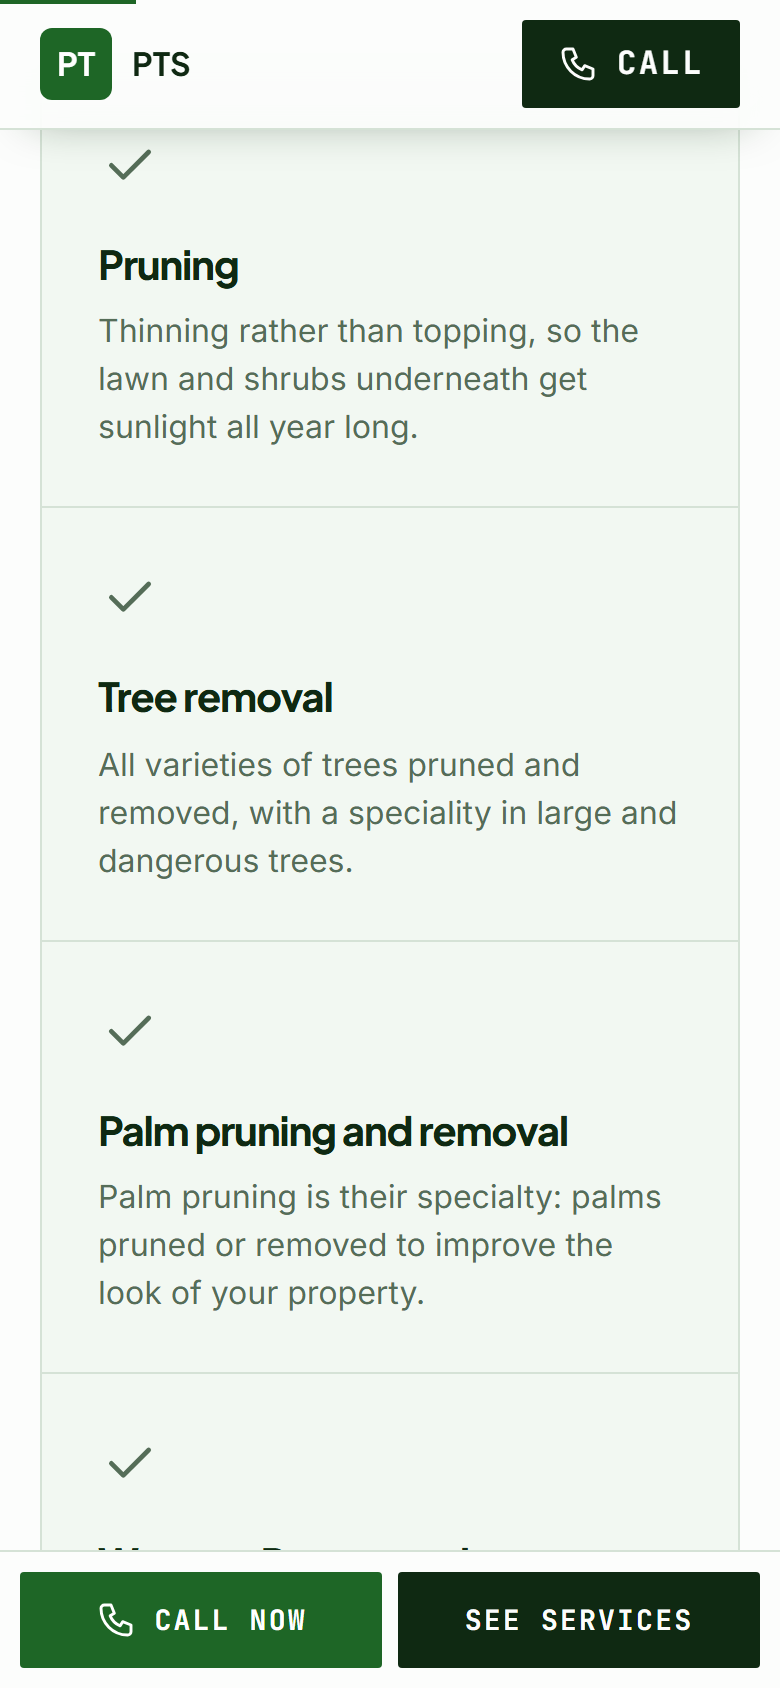 PT PTS CALL
Pruning
Thinning rather than topping, so the
lawn and shrubs underneath get
sunlight all year long.
Tree removal
All varieties of trees pruned and
removed, with a speciality in large and
dangerous trees.
Palm pruning and removal
Palm pruning is their specialty: palms
pruned or removed to improve the
look of your property.
CALL NOW SEE SERVICES